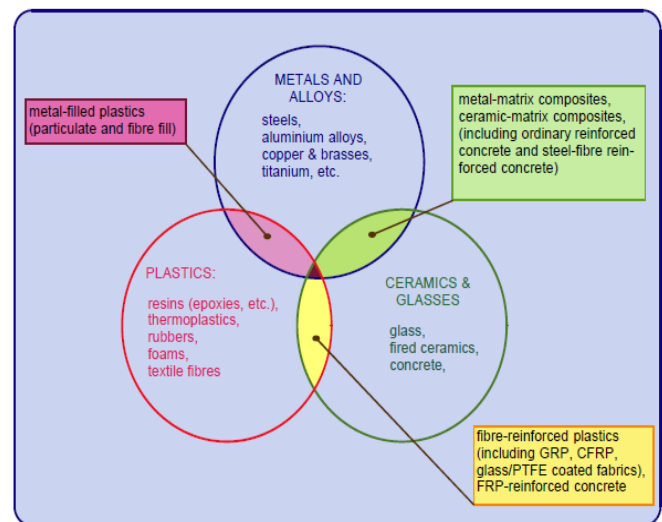 METALS AND
ALLOYS:
steels,
aluminium alloys,
copper & brasses,
titanium, etc.
metal-filled plastics
(particulate and fibre fill)
metal-matrix composites,
ceramic-matrix composites,
(including ordinary reinforced
concrete and steel-fibre rein-
forced concrete)
PLASTICS:
resins (epoxies, etc.),
thermoplastics,
rubbers,
foams,
textile fibres
CERAMICS &
GLASSES
glass,
fired ceramics,
concrete,
fibre-reinforced plastics
(including GRP, CFRP,
glass/PTFE coated fabrics),
FRP-reinforced concrete